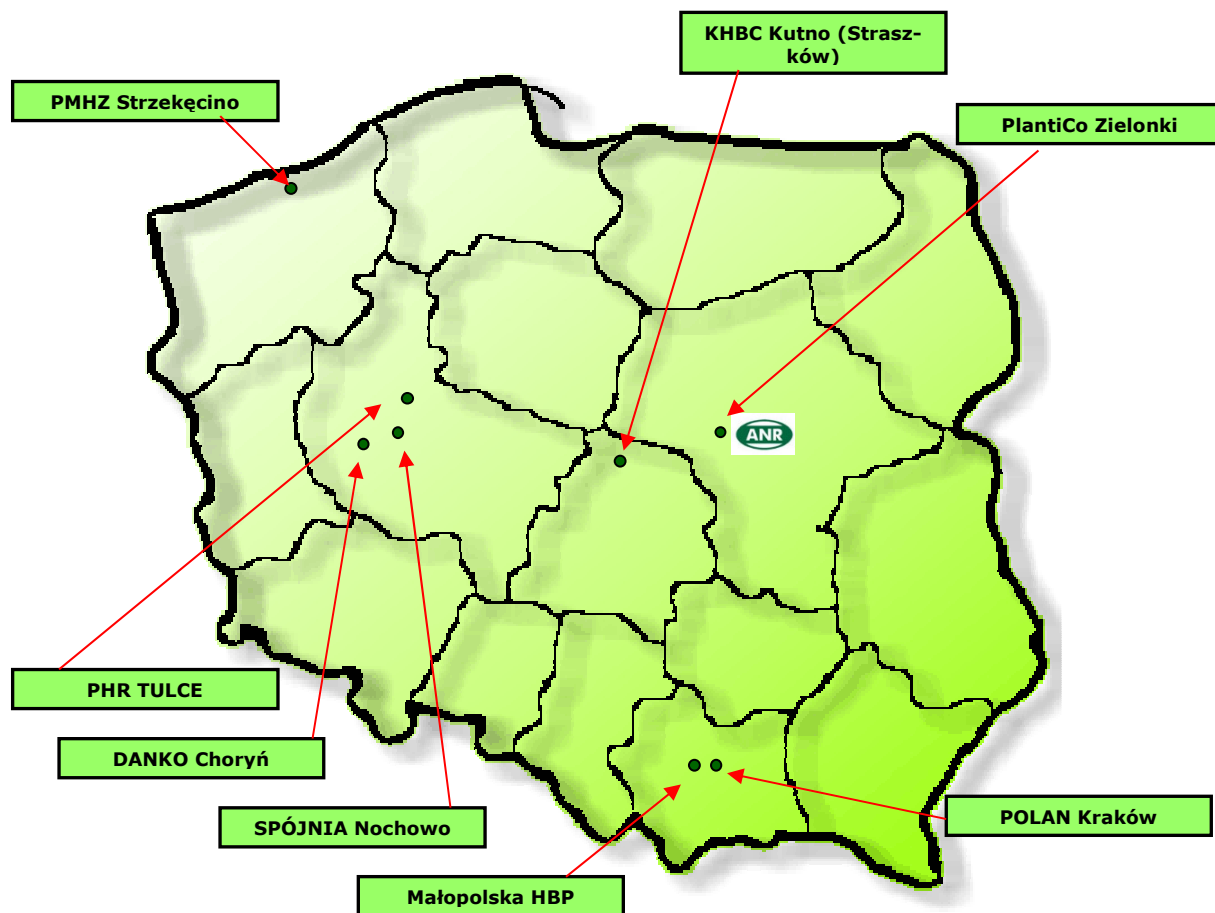 KHBC Kutno (Strasz-
ków)
PMHZ Strzekęcino
PlantiCo Zielonki
ANR
PHR TULCE
DANKO Choryń
SPÓJNIA Nochowo
POLAN Kraków
Małopolska HBP